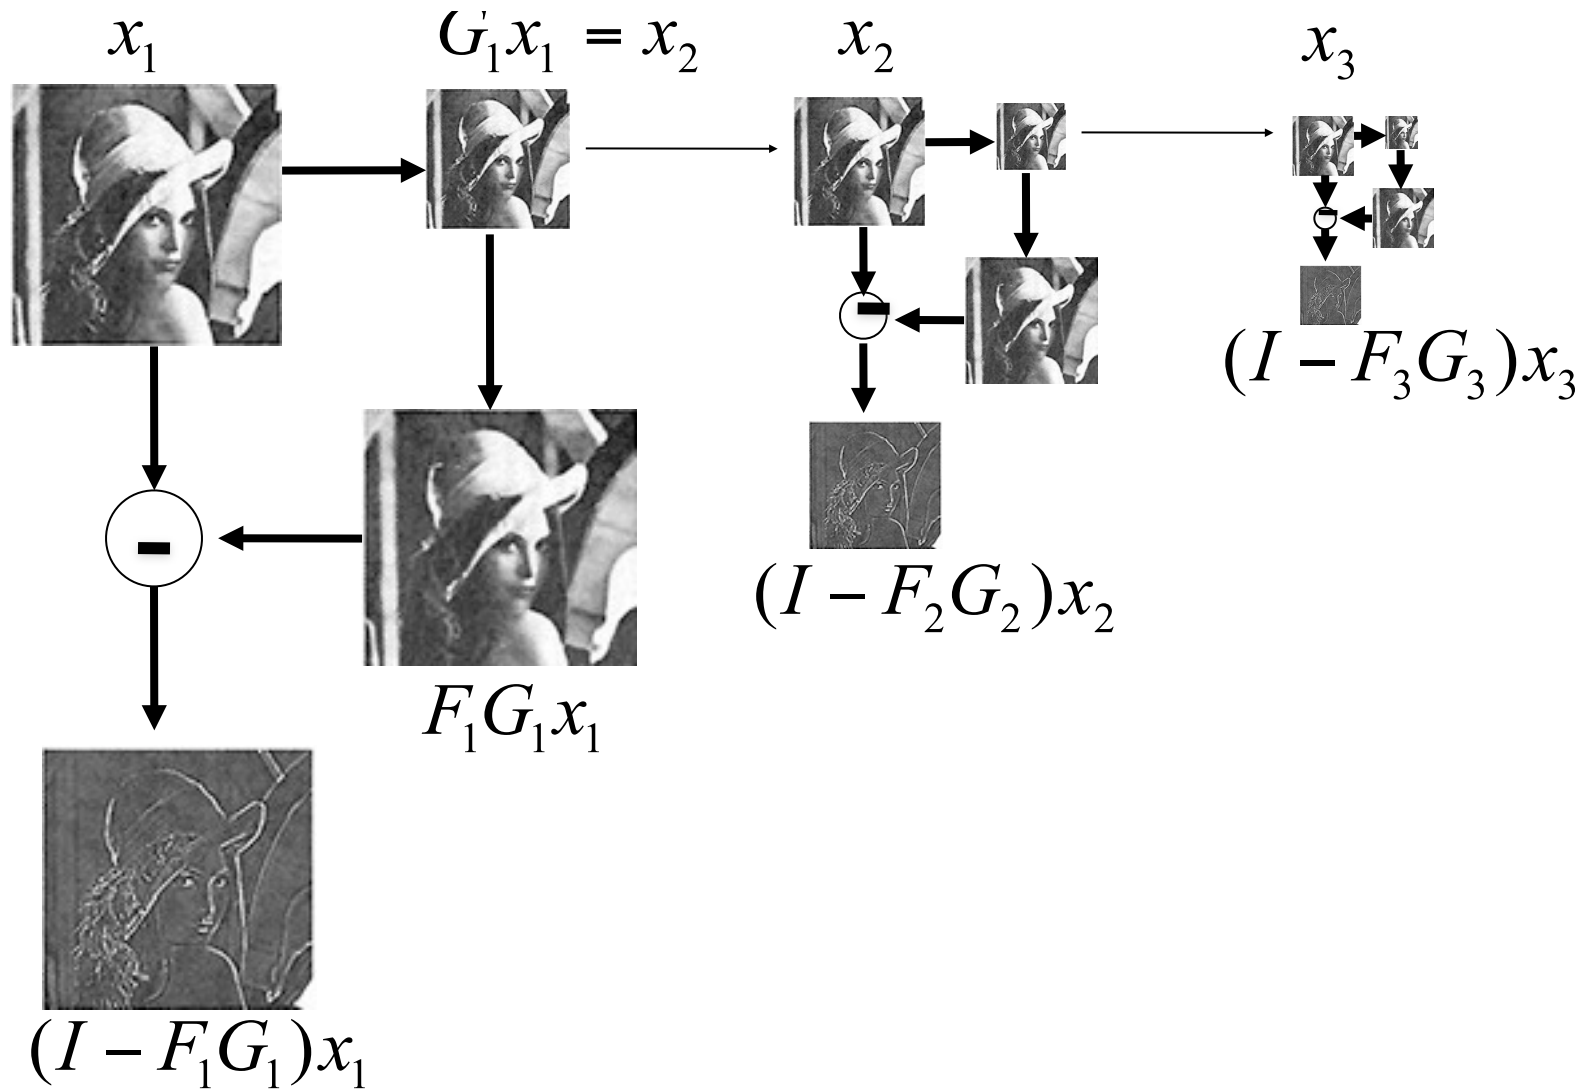 x₁
G₁x₁ = x₂
x₂
x₃
(I − F₃G₃)x₃
(I − F₂G₂)x₂
F₁G₁x₁
(I − F₁G₁)x₁